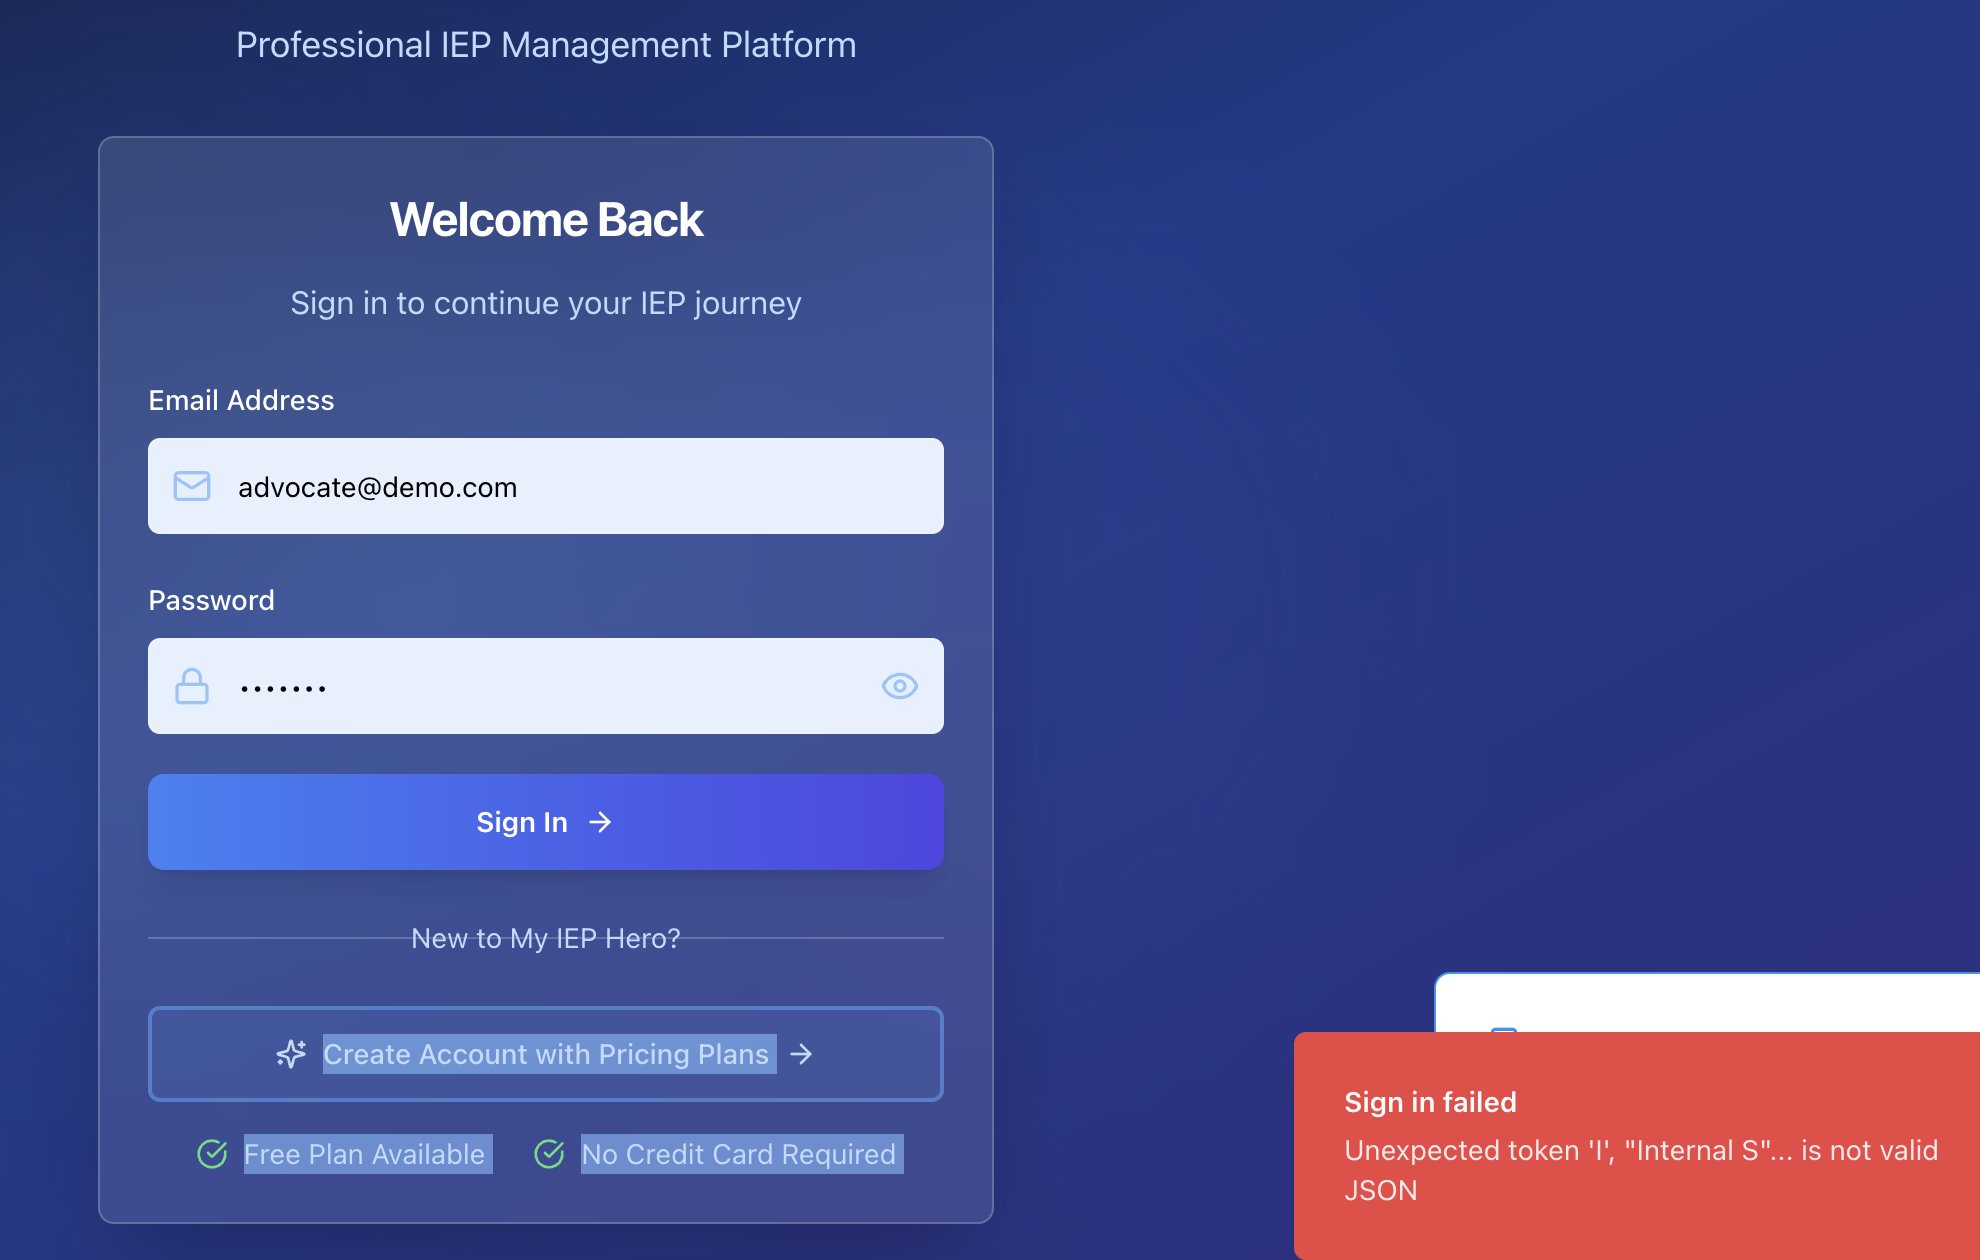 Professional IEP Management Platform
Welcome Back
Sign in to continue your IEP journey
Email Address
advocate@demo.com
Password
•••••••
Sign In
New to My IEP Hero?
Create Account with Pricing Plans
Free Plan Available
No Credit Card Required
Sign in failed
Unexpected token 'I', "Internal S"... is not valid
JSON